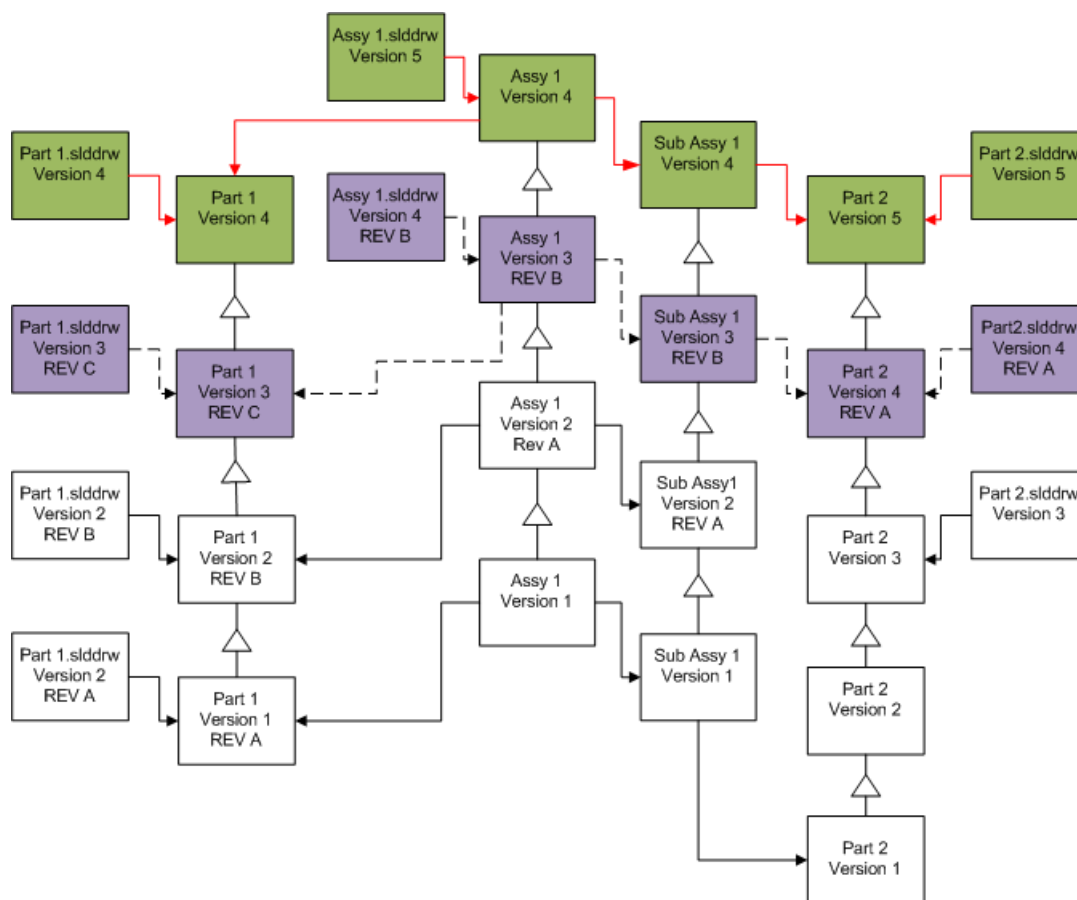 Assy 1.slddrw
Version 5
Assy 1
Version 4
Part 1.slddrw
Version 4
Sub Assy 1
Version 4
Part 2.slddrw
Version 5
Part 1
Version 4
Assy 1.slddrw
Version 4
REV B
Part 2
Version 5
Assy 1
Version 3
REV B
Part 1.slddrw
Version 3
REV C
Sub Assy 1
Version 3
REV B
Part2.slddrw
Version 4
REV A
Part 1
Version 3
REV C
Part 2
Version 4
REV A
Assy 1
Version 2
Rev A
Part 1.slddrw
Version 2
REV B
Sub Assy1
Version 2
REV A
Part 2.slddrw
Version 3
Part 1
Version 2
REV B
Part 2
Version 3
Assy 1
Version 1
Part 1.slddrw
Version 2
REV A
Sub Assy 1
Version 1
Part 1
Version 1
REV A
Part 2
Version 2
Part 2
Version 1